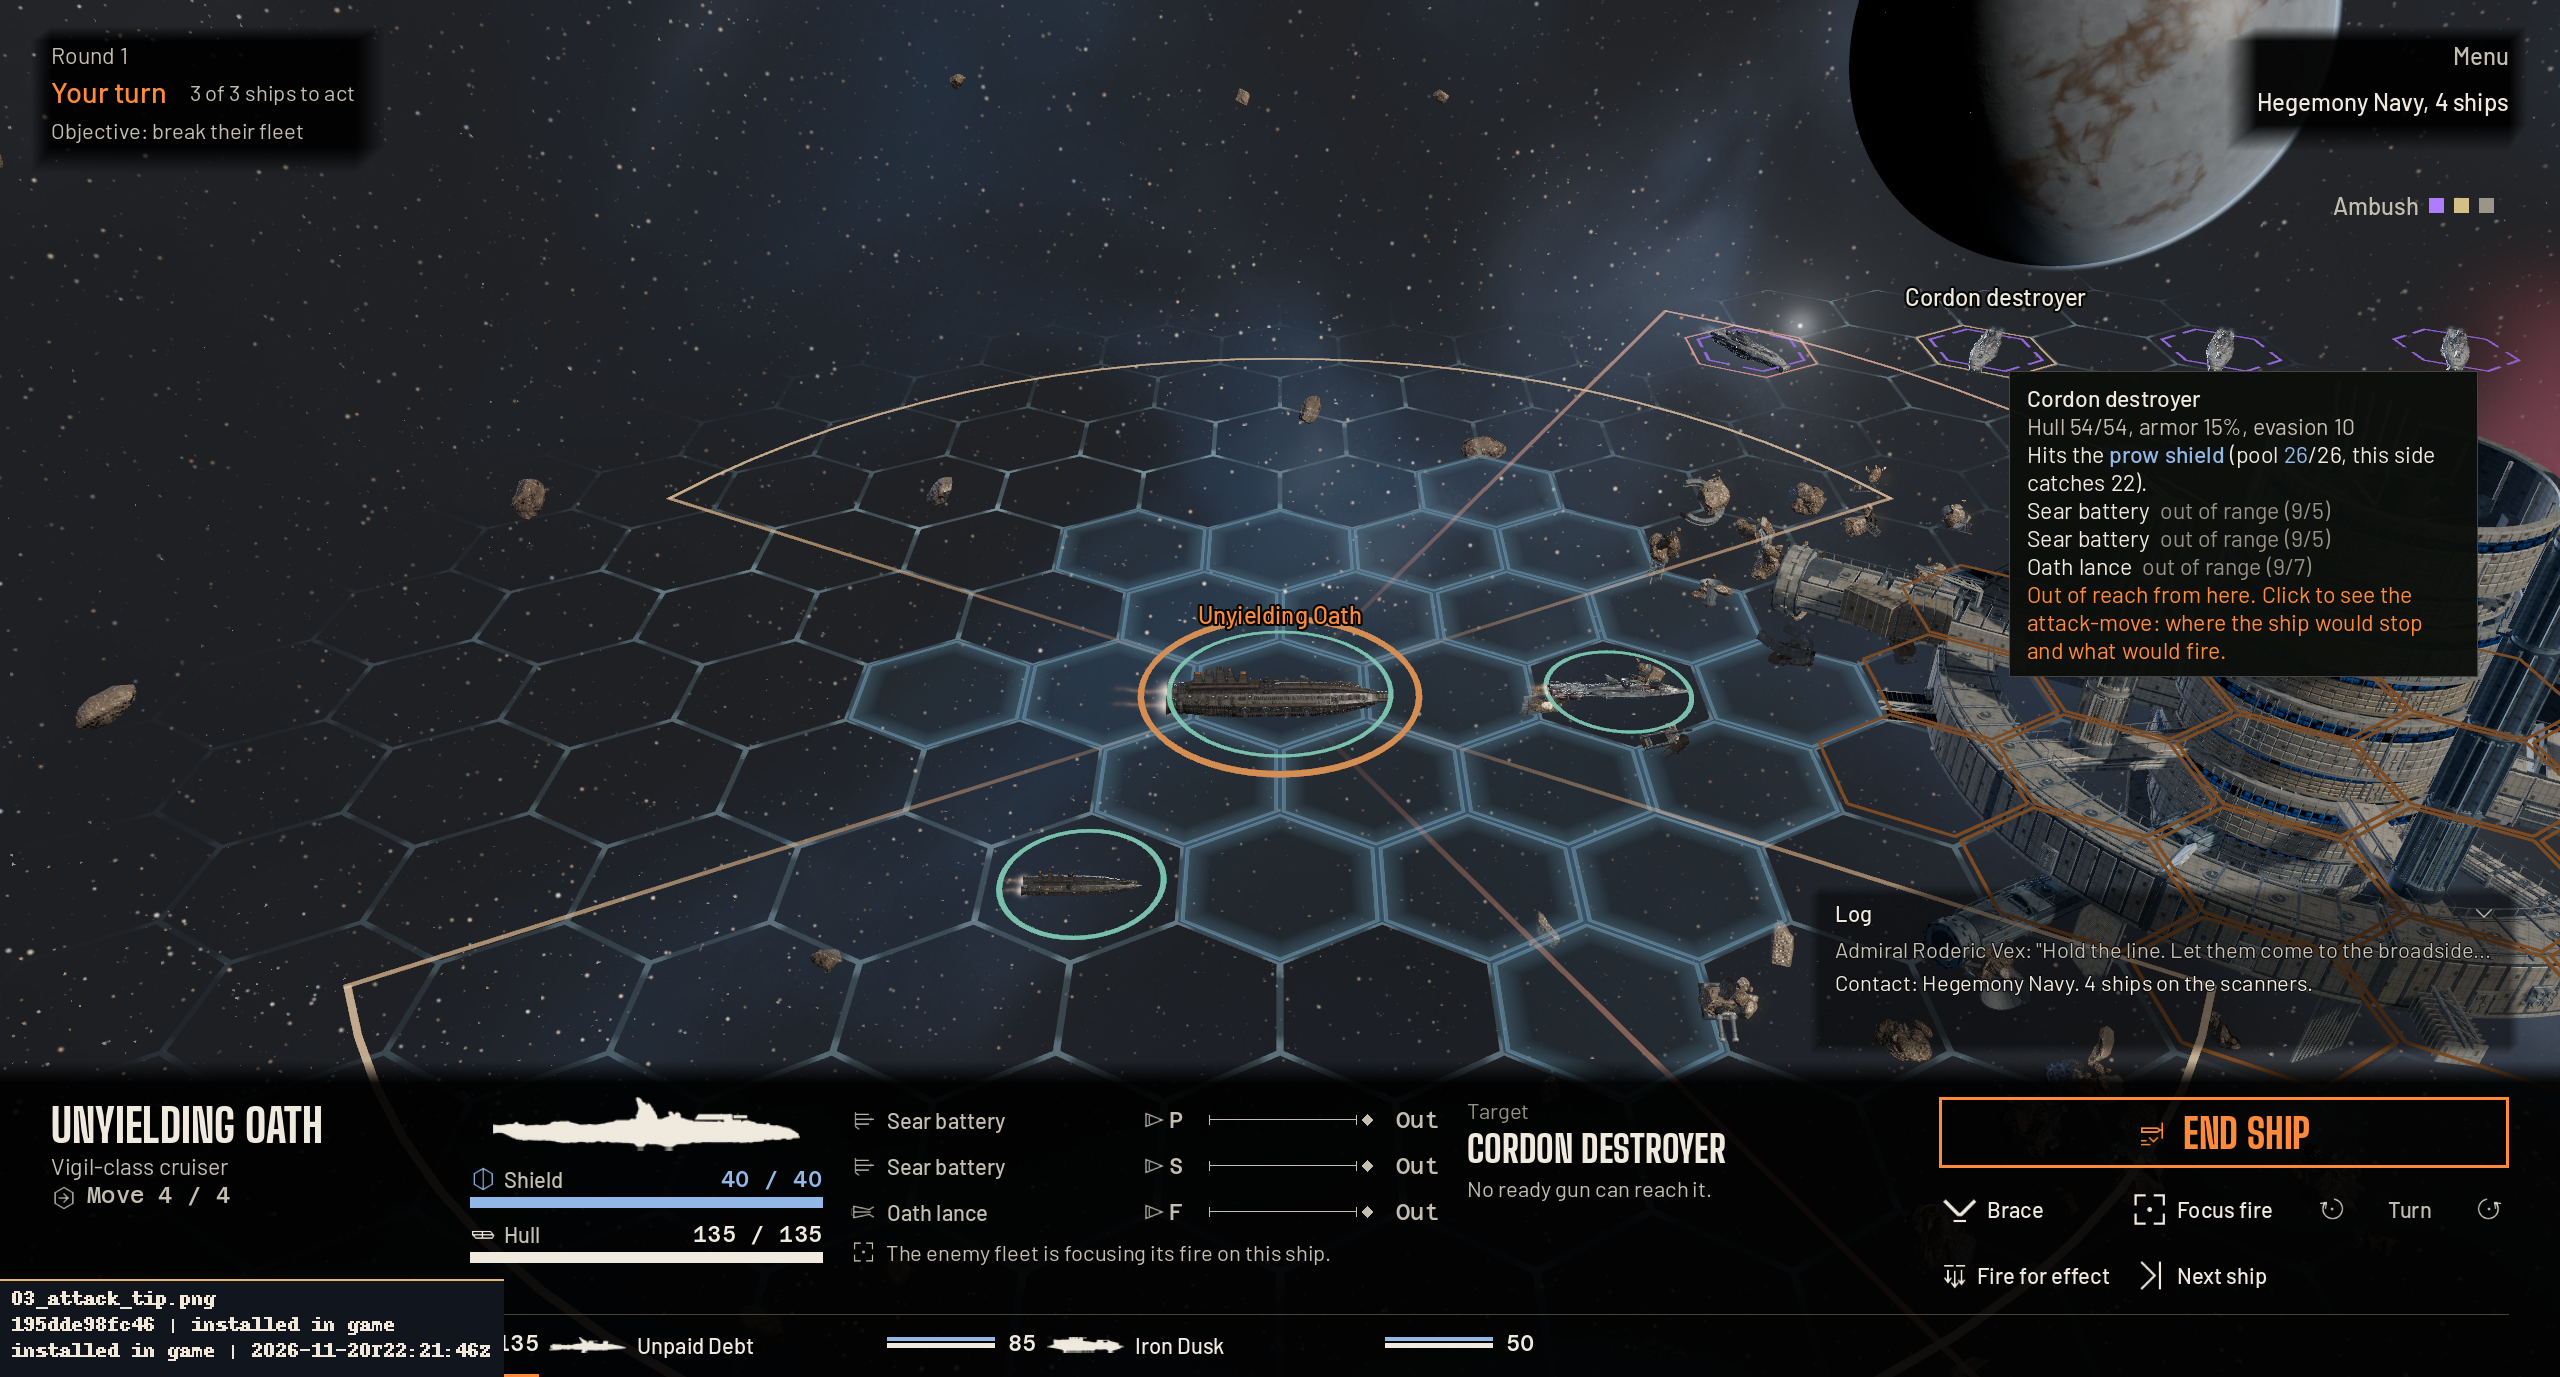 Round 1
Your turn 3 of 3 ships to act
Objective: break their fleet
Menu
Hegemony Navy, 4 ships
Ambush
Cordon destroyer
Cordon destroyer
Hull 54/54, armor 15%, evasion 10
Hits the prow shield (pool 26/26, this side
catches 22).
Sear battery out of range (9/5)
Sear battery out of range (9/5)
Oath lance out of range (9/7)
Out of reach from here. Click to see the
attack-move: where the ship would stop
and what would fire.
Unyielding Oath
Log
Admiral Roderic Vex: "Hold the line. Let them come to the broadside...
Contact: Hegemony Navy. 4 ships on the scanners.
UNYIELDING OATH
Vigil-class cruiser
Move 4 / 4
Shield 40 / 40
Hull 135 / 135
Sear battery P Out
Sear battery S Out
Oath lance F Out
The enemy fleet is focusing its fire on this ship.
Target
CORDON DESTROYER
No ready gun can reach it.
END SHIP
Brace Focus fire Turn
Fire for effect Next ship
03_attack_tip.png
195dde98fc46 | installed in game
installed in game | 2026-11-20T22:21:46Z
135 Unpaid Debt 85 Iron Dusk 50